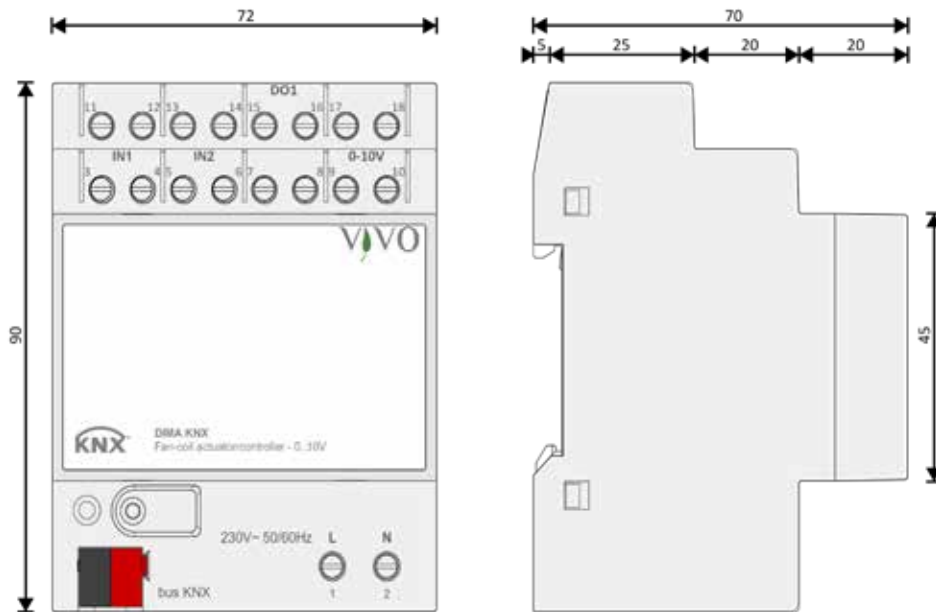 72
70
5 25 20 20
DO1
11 12 13 14 15 16 17 18
IN1 IN2 0-10V
3 4 5 6 7 8 9 10
VIVO
90
45
KNX
DIMA KNX
Fan-coil actuator/controller - 0..10V
230V~ 50/60Hz L N
bus KNX 1 2